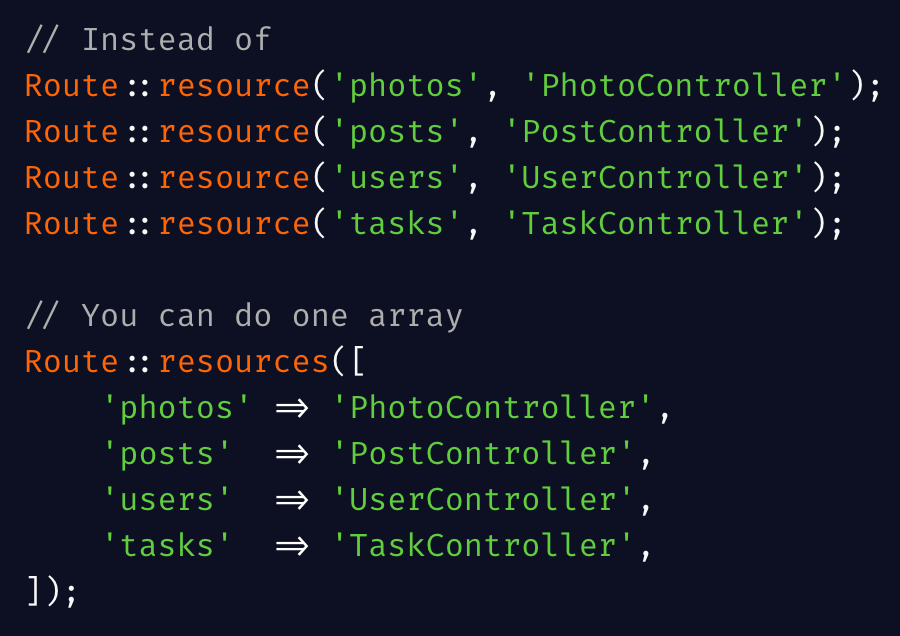 // Instead of
Route::resource('photos', 'PhotoController');
Route::resource('posts', 'PostController');
Route::resource('users', 'UserController');
Route::resource('tasks', 'TaskController');

// You can do one array
Route::resources([
    'photos' => 'PhotoController',
    'posts'  => 'PostController',
    'users'  => 'UserController',
    'tasks'  => 'TaskController',
]);